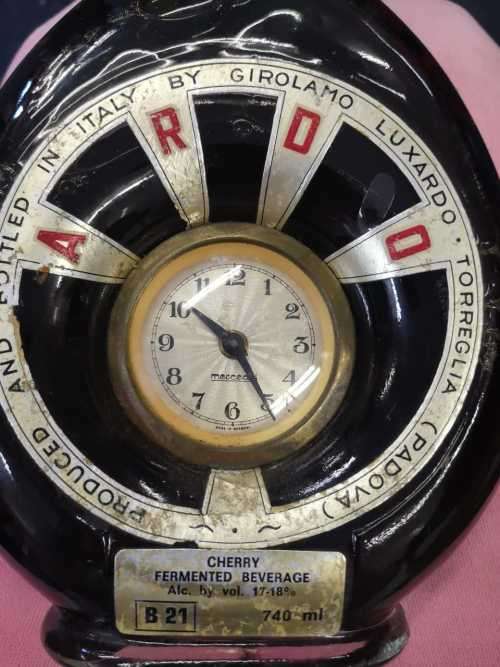 PRODUCED AND BOTTLED IN ITALY BY GIROLAMO LUXARDO · TORREGLIA (PADOVA)
A R D O
12
1
2
3
4
5
6
7
8
9
10
11
CHERRY
FERMENTED BEVERAGE
Alc. by vol. 17-18%
B 21
740 ml